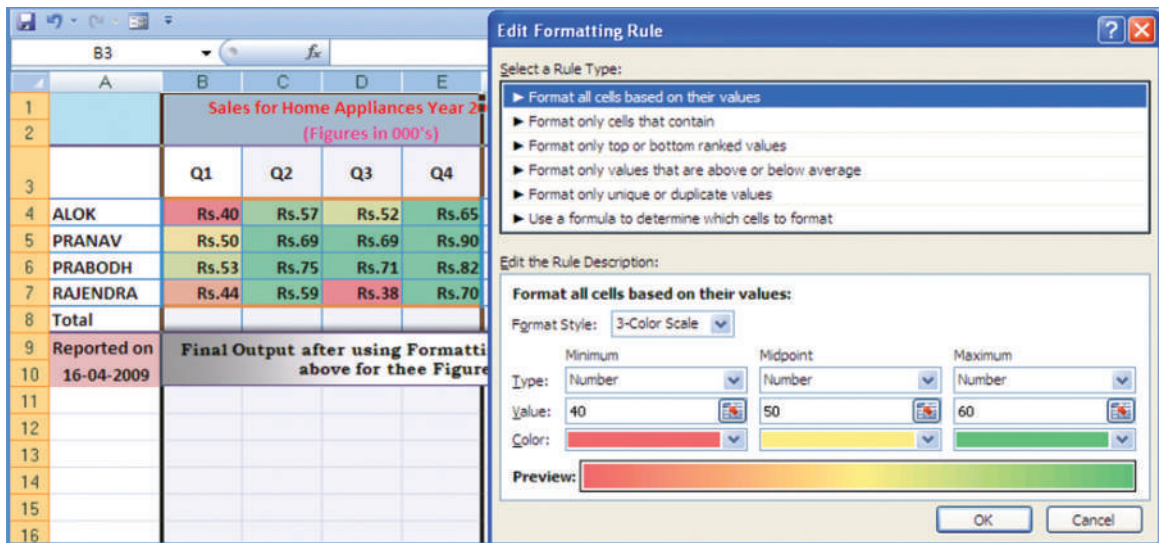 B3
fx
A B C D E
1 Sales for Home Appliances Year 2
2 (Figures in 000's)
3 Q1 Q2 Q3 Q4
4 ALOK Rs.40 Rs.57 Rs.52 Rs.65
5 PRANAV Rs.50 Rs.69 Rs.69 Rs.90
6 PRABODH Rs.53 Rs.75 Rs.71 Rs.82
7 RAJENDRA Rs.44 Rs.59 Rs.38 Rs.70
8 Total
9 Reported on Final Output after using Formatti
10 16-04-2009 above for thee Figure
11
12
13
14
15
16
Edit Formatting Rule
Select a Rule Type:
► Format all cells based on their values
► Format only cells that contain
► Format only top or bottom ranked values
► Format only values that are above or below average
► Format only unique or duplicate values
► Use a formula to determine which cells to format
Edit the Rule Description:
Format all cells based on their values:
Format Style: 3-Color Scale
Minimum Midpoint Maximum
Type: Number Number Number
Value: 40 50 60
Color:
Preview:
OK Cancel